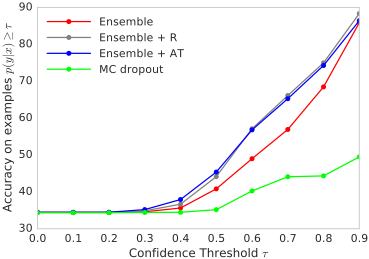 90
80
70
60
50
40
30
Accuracy on examples p(y|x) ≥ τ
Ensemble
Ensemble + R
Ensemble + AT
MC dropout
0.0 0.1 0.2 0.3 0.4 0.5 0.6 0.7 0.8 0.9
Confidence Threshold τ